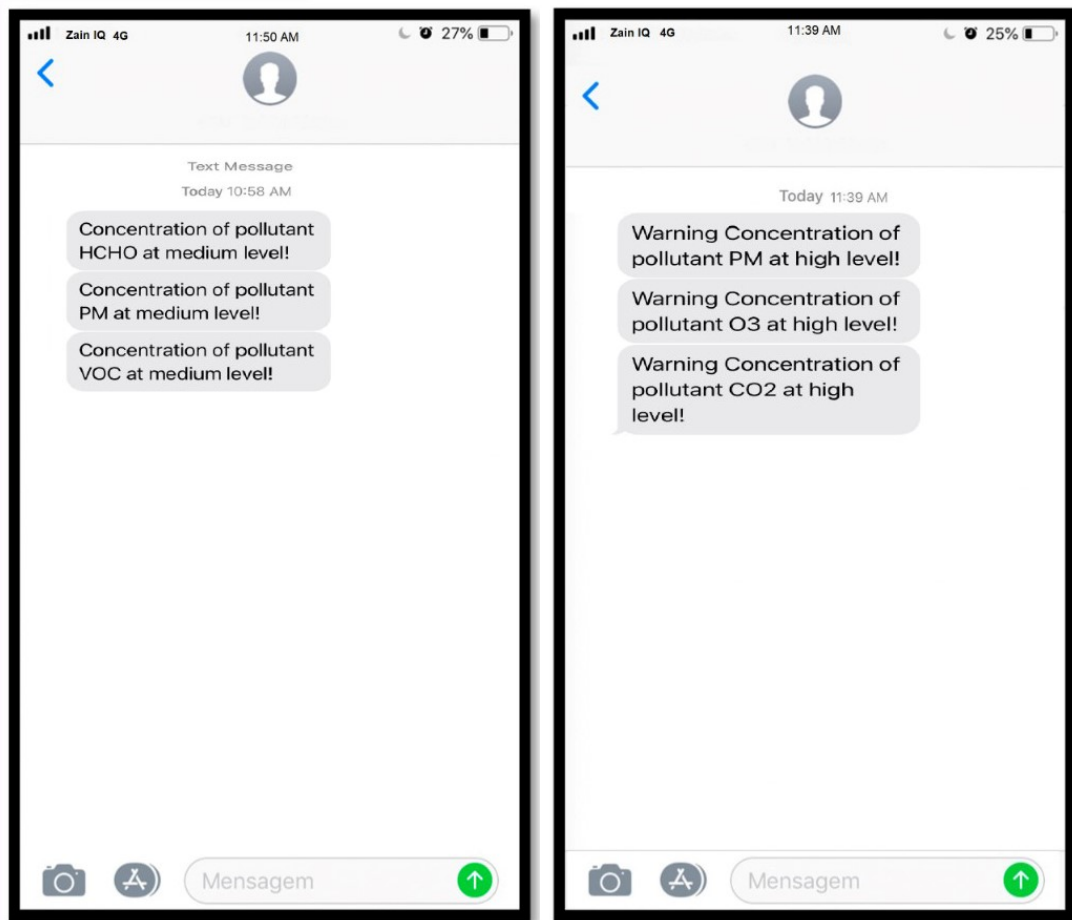 Zain IQ 4G 11:50 AM 27%
Text Message
Today 10:58 AM
Concentration of pollutant
HCHO at medium level!
Concentration of pollutant
PM at medium level!
Concentration of pollutant
VOC at medium level!
Mensagem
Zain IQ 4G 11:39 AM 25%
Today 11:39 AM
Warning Concentration of
pollutant PM at high level!
Warning Concentration of
pollutant O3 at high level!
Warning Concentration of
pollutant CO2 at high
level!
Mensagem